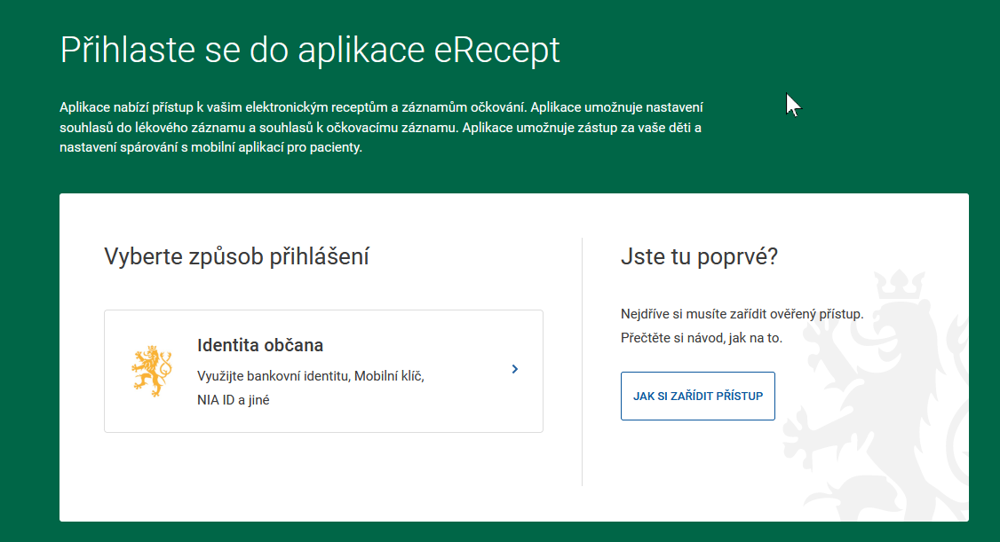 Přihlaste se do aplikace eRecept
Aplikace nabízí přístup k vašim elektronickým receptům a záznamům očkování. Aplikace umožnuje nastavení
souhlasů do lékového záznamu a souhlasů k očkovacímu záznamu. Aplikace umožnuje zástup za vaše děti a
nastavení spárování s mobilní aplikací pro pacienty.
Vyberte způsob přihlášení
Identita občana
Využijte bankovní identitu, Mobilní klíč,
NIA ID a jiné
Jste tu poprvé?
Nejdříve si musíte zařídit ověřený přístup.
Přečtěte si návod, jak na to.
JAK SI ZAŘÍDIT PŘÍSTUP